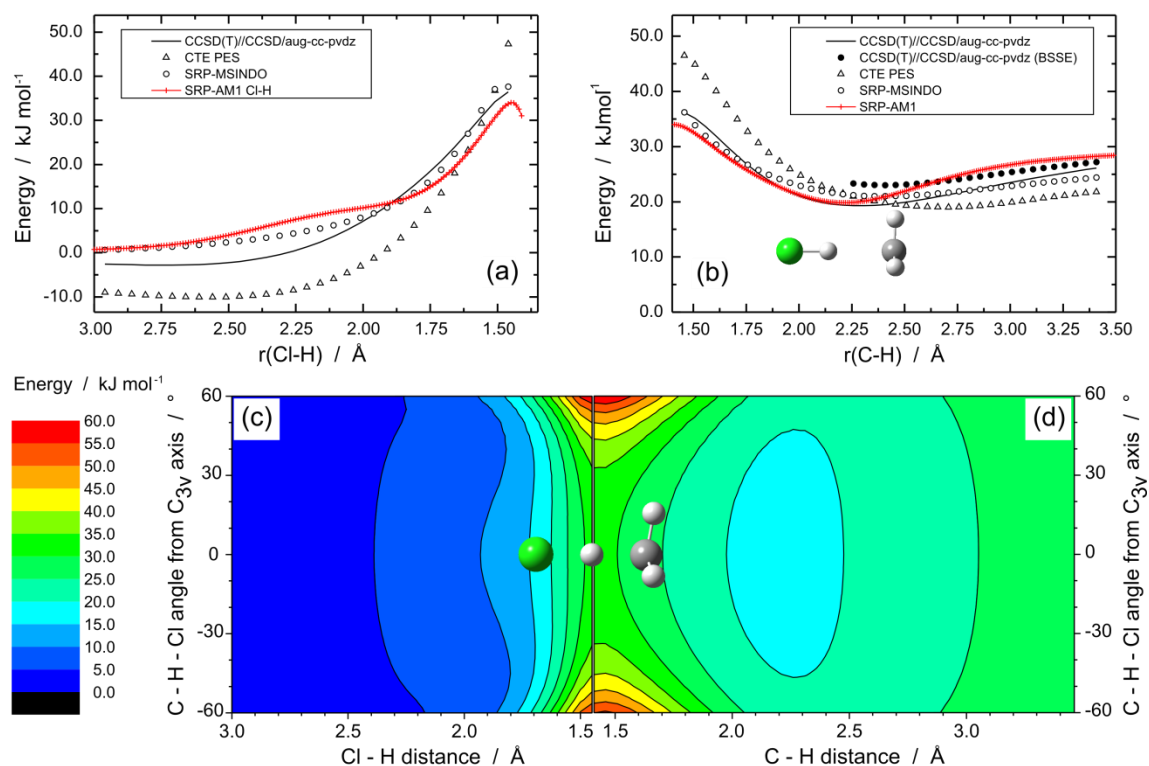 CCSD(T)//CCSD/aug-cc-pvdz
CTE PES
SRP-MSINDO
SRP-AM1 Cl-H
50.0
40.0
30.0
20.0
10.0
0.0
-10.0
Energy / kJ mol-1
(a)
3.00 2.75 2.50 2.25 2.00 1.75 1.50
r(Cl-H) / Å
CCSD(T)//CCSD/aug-cc-pvdz
CCSD(T)//CCSD/aug-cc-pvdz (BSSE)
CTE PES
SRP-MSINDO
SRP-AM1
50.0
40.0
30.0
20.0
10.0
0.0
Energy / kJmol1
(b)
1.50 1.75 2.00 2.25 2.50 2.75 3.00 3.25 3.50
r(C-H) / Å
Energy / kJ mol-1
60.0
55.0
50.0
45.0
40.0
35.0
30.0
25.0
20.0
15.0
10.0
5.0
0.0
(c)
60
30
0
-30
-60
C - H - Cl angle from C3v axis / °
3.0 2.5 2.0 1.5
Cl - H distance / Å
(d)
60
30
0
-30
-60
C - H - Cl angle from C3v axis / °
1.5 2.0 2.5 3.0
C - H distance / Å